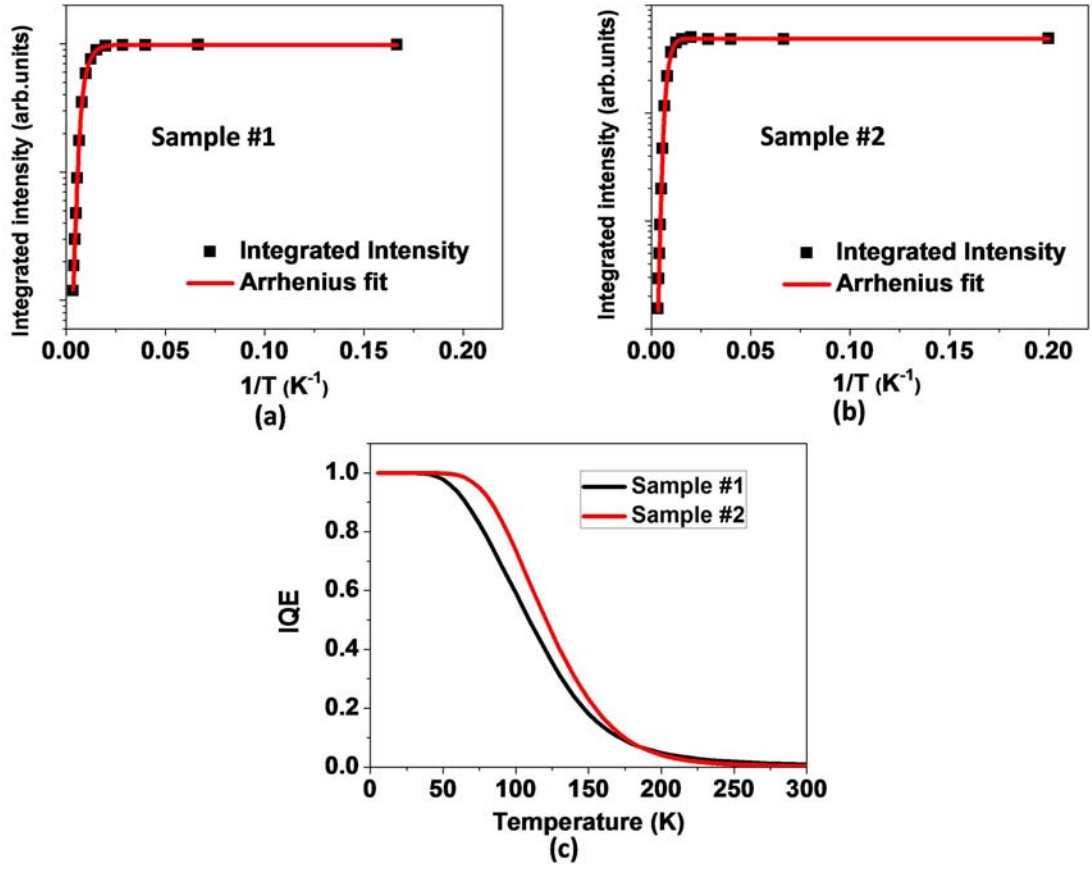 Integrated intensity (arb.units)
Sample #1
Integrated Intensity
Arrhenius fit
0.00 0.05 0.10 0.15 0.20
1/T (K⁻¹)
(a)
Integrated intensity (arb.units)
Sample #2
Integrated Intensity
Arrhenius fit
0.00 0.05 0.10 0.15 0.20
1/T (K⁻¹)
(b)
IQE
1.0
0.8
0.6
0.4
0.2
0.0
Sample #1
Sample #2
0 50 100 150 200 250 300
Temperature (K)
(c)